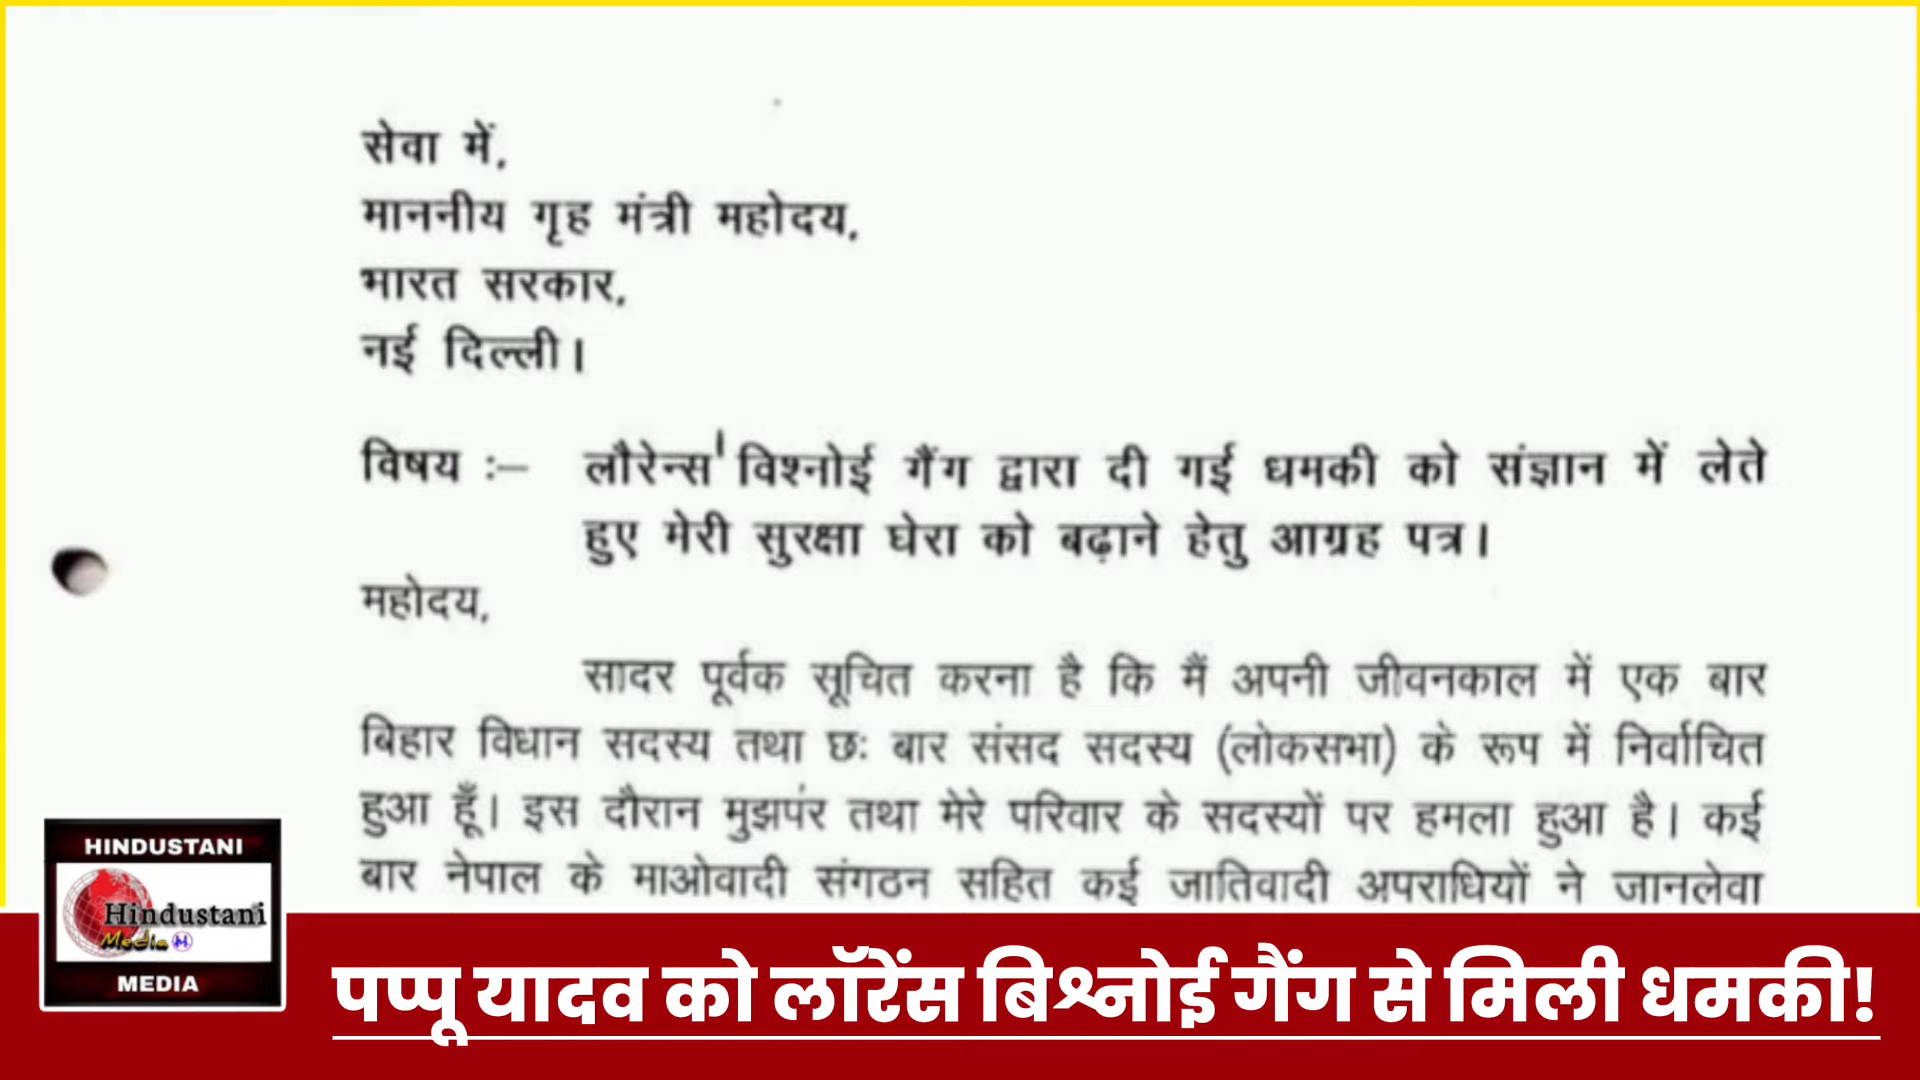 सेवा में,
माननीय गृह मंत्री महोदय,
भारत सरकार,
नई दिल्ली।
विषय :– लौरेन्स विश्नोई गैंग द्वारा दी गई धमकी को संज्ञान में लेते
हुए मेरी सुरक्षा घेरा को बढ़ाने हेतु आग्रह पत्र।
महोदय,
सादर पूर्वक सूचित करना है कि मैं अपनी जीवनकाल में एक बार
बिहार विधान सदस्य तथा छः बार संसद सदस्य (लोकसभा) के रूप में निर्वाचित
हुआ हूँ। इस दौरान मुझपर तथा मेरे परिवार के सदस्यों पर हमला हुआ है। कई
बार नेपाल के माओवादी संगठन सहित कई जातिवादी अपराधियों ने जानलेवा
HINDUSTANI
Hindustani
Media H
MEDIA
पप्पू यादव को लॉरेंस बिश्नोई गैंग से मिली धमकी!